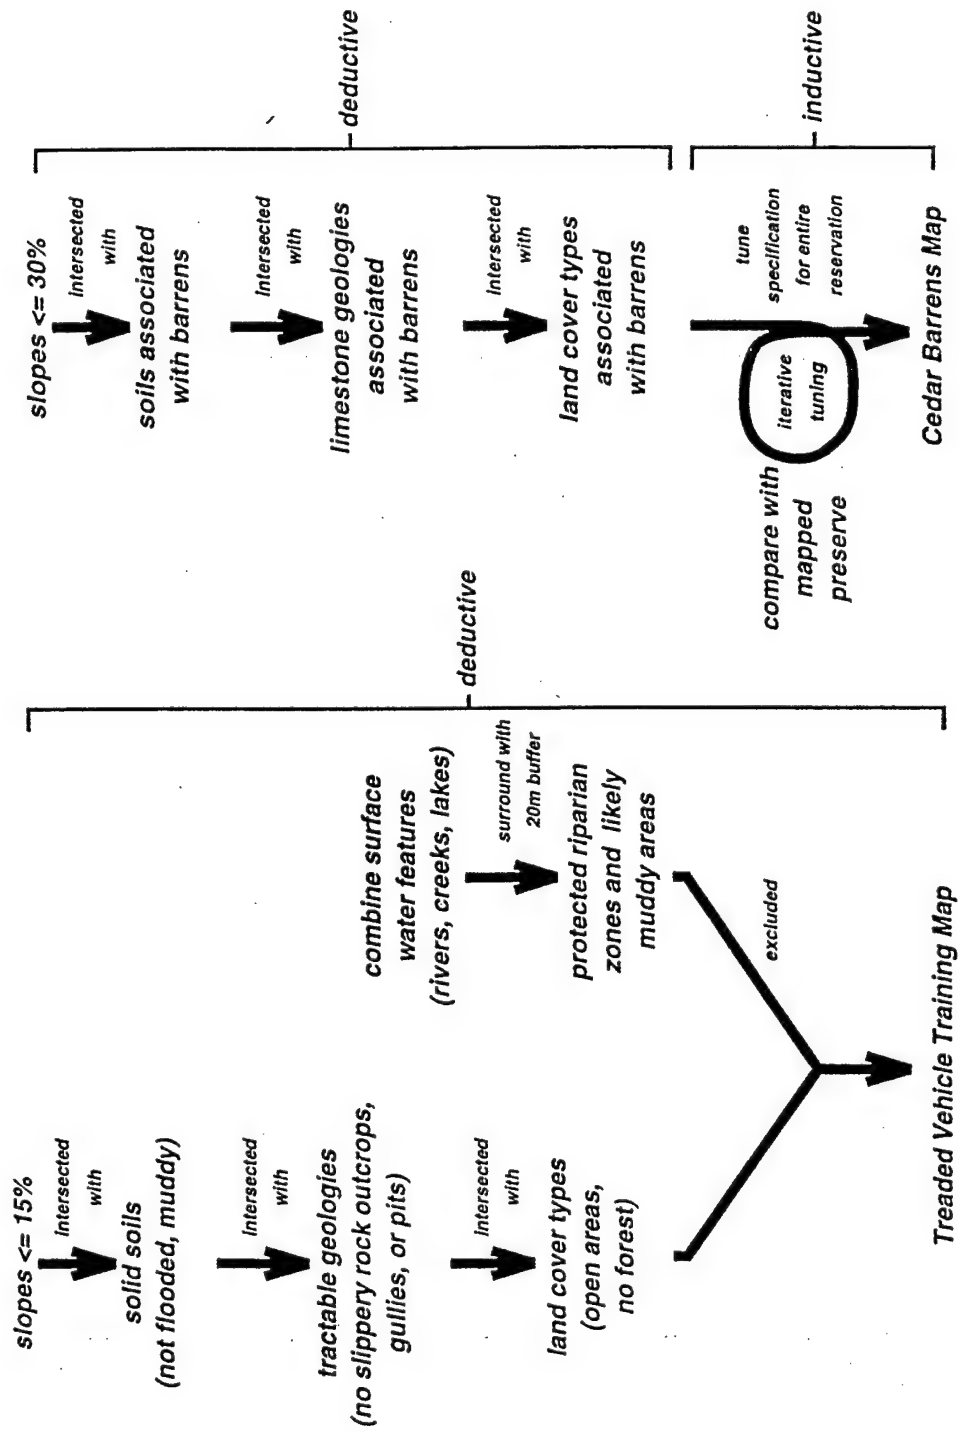 slopes <= 15%
Intersected
with
solid soils
(not flooded, muddy)
Intersected
with
tractable geologies
(no slippery rock outcrops,
gullies, or pits)
Intersected
with
land cover types
(open areas,
no forest)
combine surface
water features
(rivers, creeks, lakes)
surround with
20m buffer
protected riparian
zones and likely
muddy areas
excluded
Treaded Vehicle Training Map
deductive
slopes <= 30%
Intersected
with
soils associated
with barrens
Intersected
with
limestone geologies
associated
with barrens
Intersected
with
land cover types
associated
with barrens
deductive
tune
specification
for entire
reservation
iterative
tuning
compare with
mapped
preserve
inductive
Cedar Barrens Map